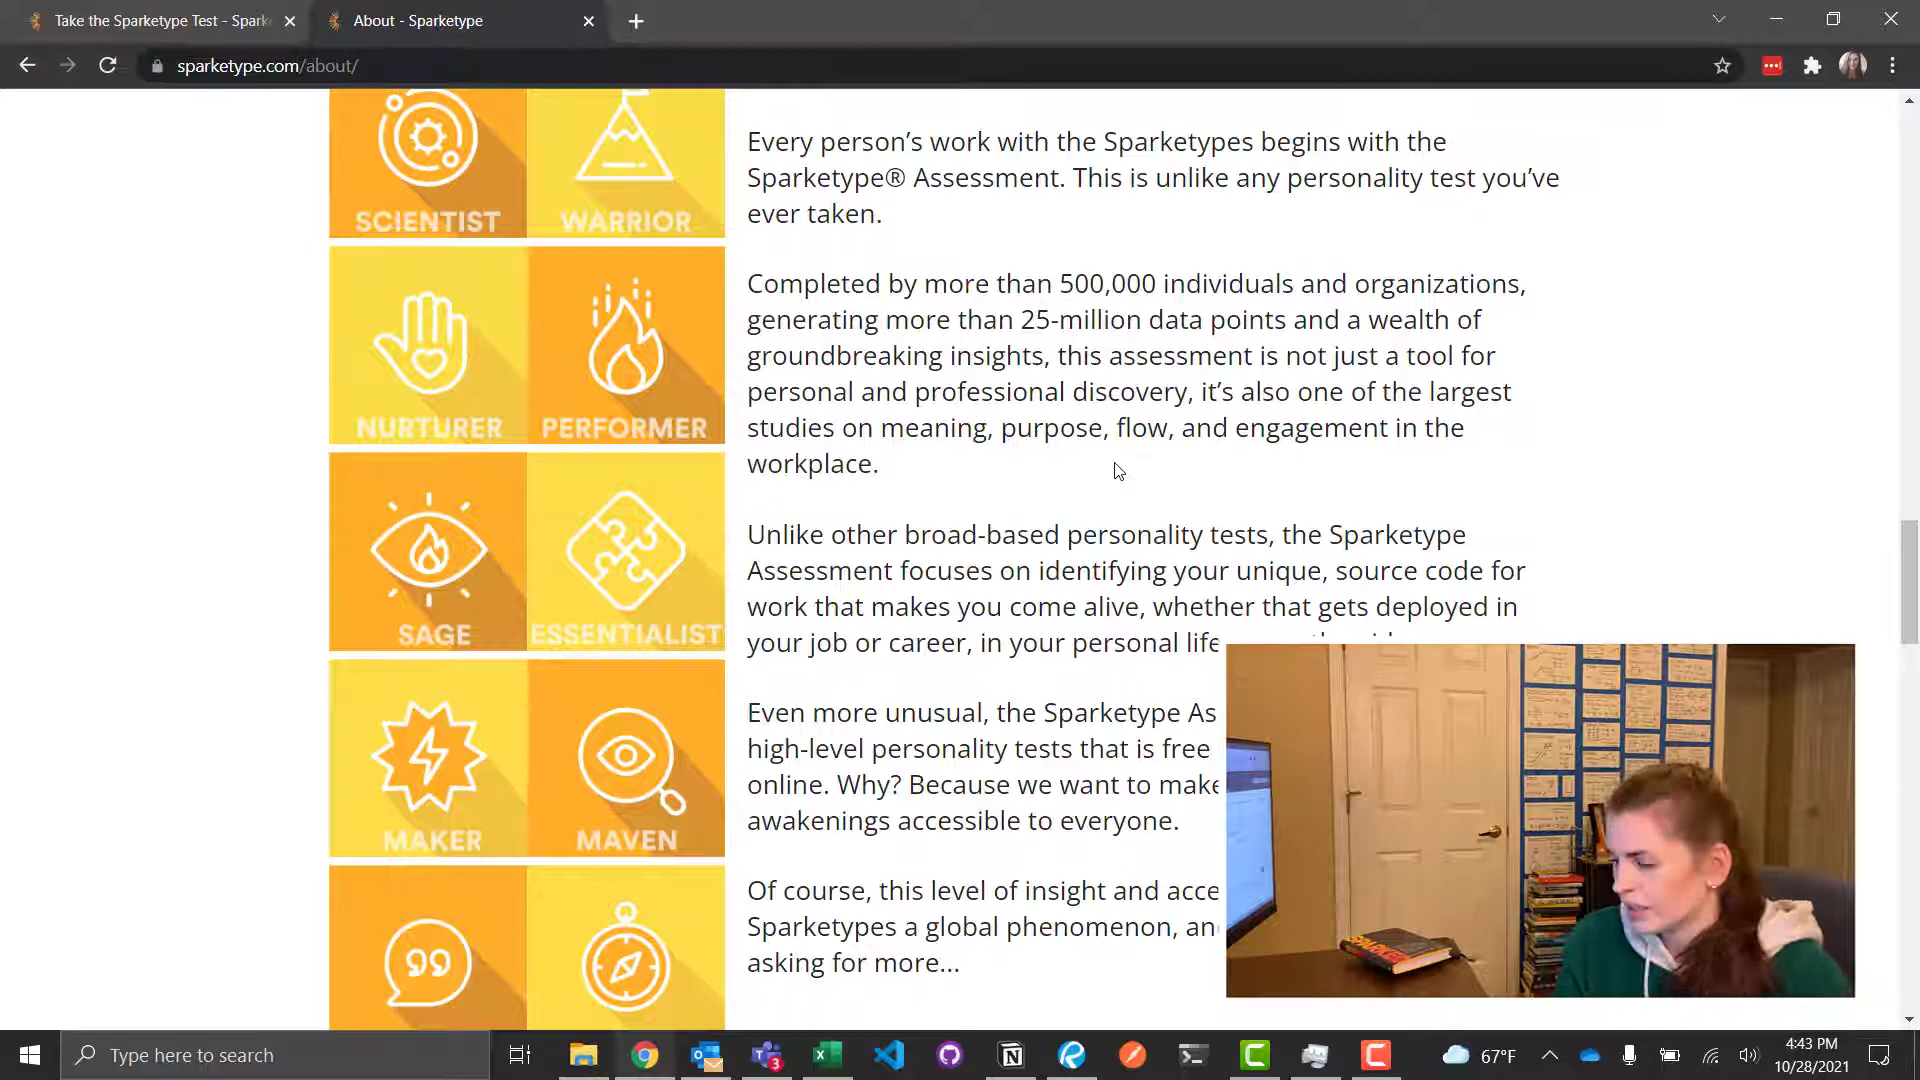 Take the Sparketype Test - Spark
About - Sparketype
sparketype.com/about/
SCIENTIST
WARRIOR
NURTURER
PERFORMER
SAGE
ESSENTIALIST
MAKER
MAVEN
Every person’s work with the Sparketypes begins with the
Sparketype® Assessment. This is unlike any personality test you’ve
ever taken.
Completed by more than 500,000 individuals and organizations,
generating more than 25-million data points and a wealth of
groundbreaking insights, this assessment is not just a tool for
personal and professional discovery, it’s also one of the largest
studies on meaning, purpose, flow, and engagement in the
workplace.
Unlike other broad-based personality tests, the Sparketype
Assessment focuses on identifying your unique, source code for
work that makes you come alive, whether that gets deployed in
your job or career, in your personal life
Even more unusual, the Sparketype As
high-level personality tests that is free
online. Why? Because we want to make
awakenings accessible to everyone.
Of course, this level of insight and acce
Sparketypes a global phenomenon, an
asking for more...
SPARKED
Type here to search
3
67°F
4:43 PM
10/28/2021